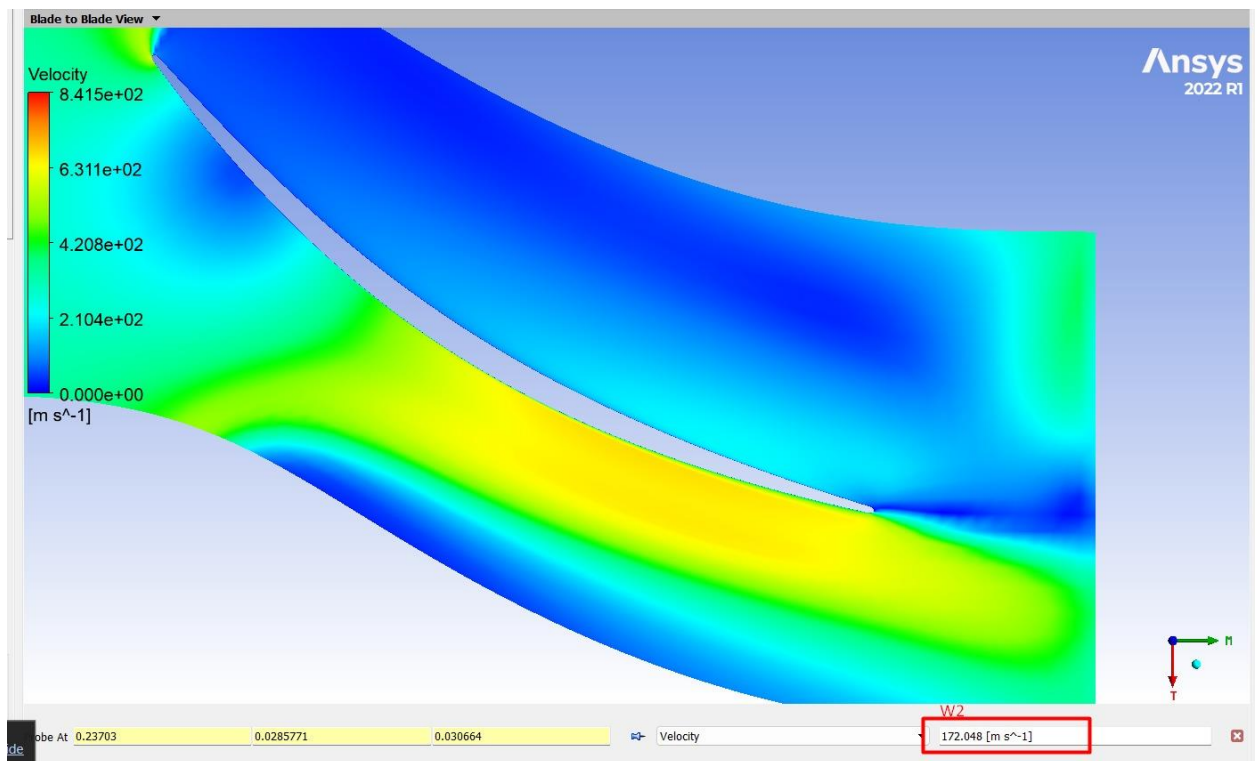 Blade to Blade View
Ansys
2022 R1
Velocity
8.415e+02
6.311e+02
4.208e+02
2.104e+02
0.000e+00
[m s^-1]
M
T
W2
obe At 0.23703 0.0285771 0.030664 Velocity 172.048 [m s^-1]
ide